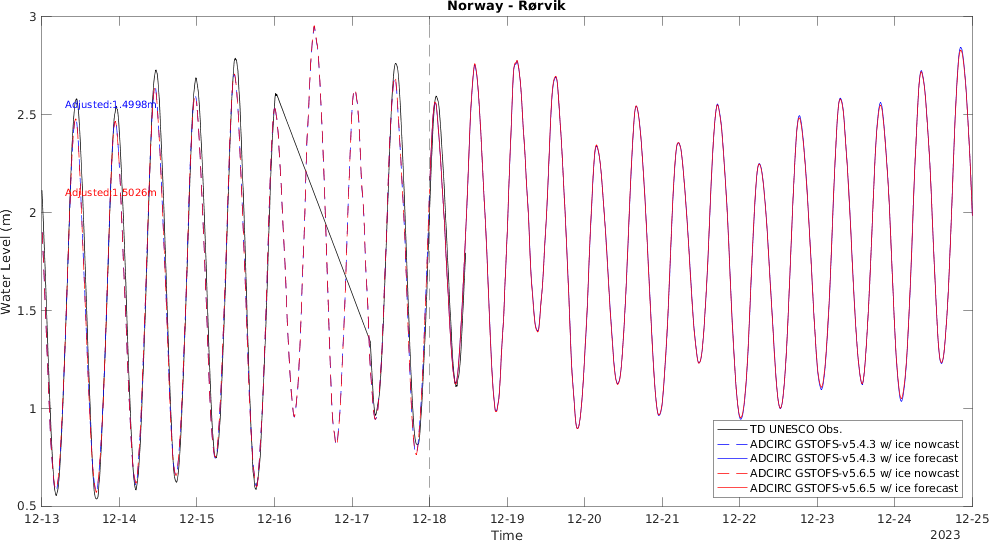 Norway - Rørvik
3
2.5
2
1.5
1
0.5
Water Level (m)
Adjusted:1.4998m
Adjusted:1.5026m
TD UNESCO Obs.
ADCIRC GSTOFS-v5.4.3 w/ ice nowcast
ADCIRC GSTOFS-v5.4.3 w/ ice forecast
ADCIRC GSTOFS-v5.6.5 w/ ice nowcast
ADCIRC GSTOFS-v5.6.5 w/ ice forecast
12-13 12-14 12-15 12-16 12-17 12-18 12-19 12-20 12-21 12-22 12-23 12-24 12-25
Time
2023